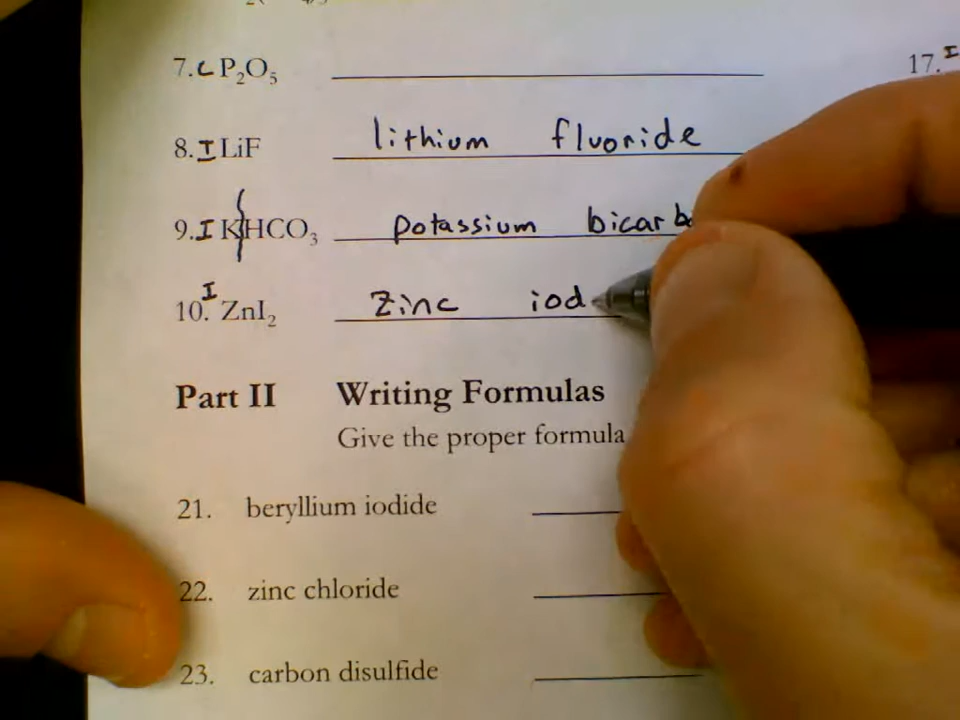 7. C P₂O₅
17. I
8. I LiF lithium fluoride
9. I KHCO₃ potassium
10. I ZnI₂ zinc iod
Part II Writing Formulas
Give the proper formula
21. beryllium iodide
22. zinc chloride
23. carbon disulfide